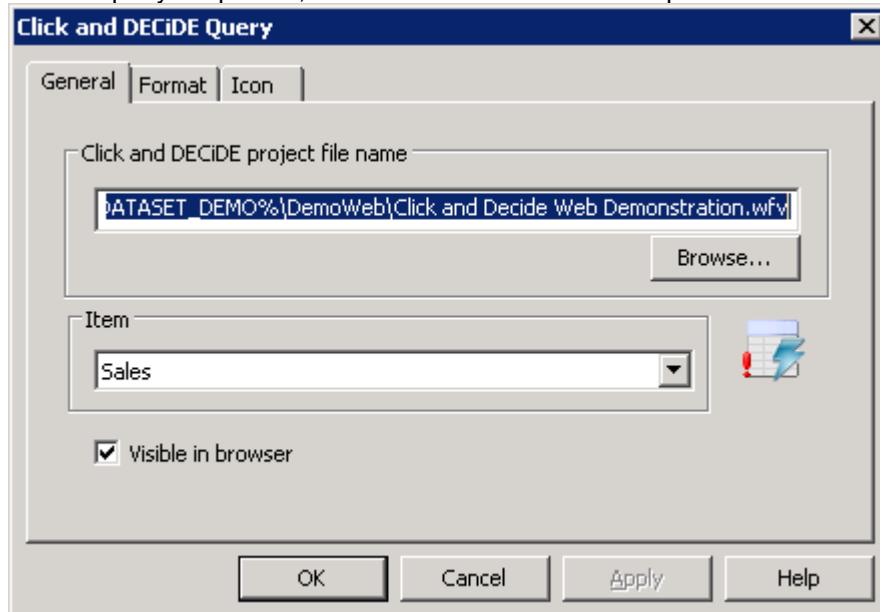 Click and DECiDE Query
General Format Icon
Click and DECiDE project file name
DATASET_DEMO%\DemoWeb\Click and Decide Web Demonstration.wfv
Browse...
Item
Sales
Visible in browser
OK Cancel Apply Help